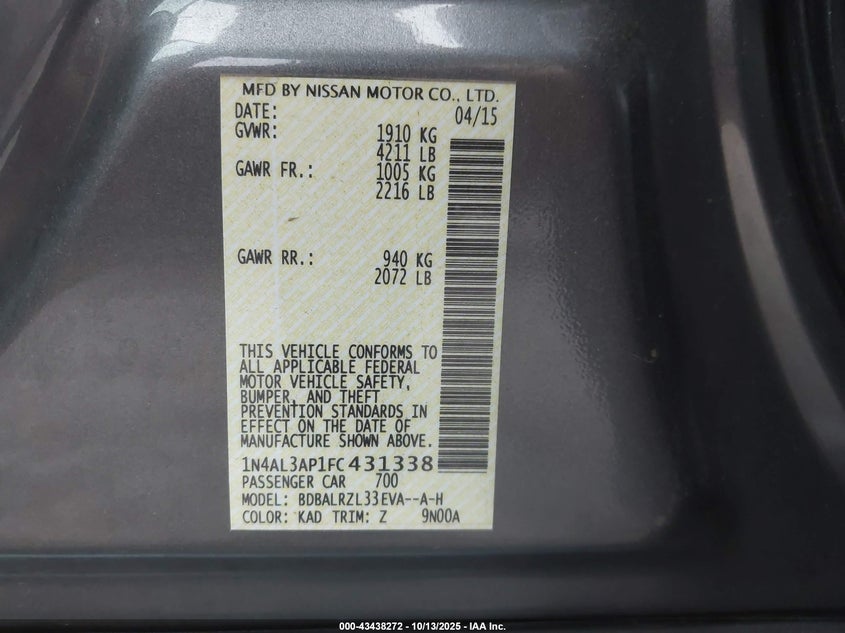 MFD BY NISSAN MOTOR CO., LTD.
DATE: 04/15
GVWR: 1910 KG
4211 LB
GAWR FR.: 1005 KG
2216 LB
GAWR RR.: 940 KG
2072 LB
THIS VEHICLE CONFORMS TO
ALL APPLICABLE FEDERAL
MOTOR VEHICLE SAFETY,
BUMPER, AND THEFT
PREVENTION STANDARDS IN
EFFECT ON THE DATE OF
MANUFACTURE SHOWN ABOVE.
1N4AL3AP1FC431338
PASSENGER CAR 700
MODEL: BDBALRZL33EVA--A-H
COLOR: KAD TRIM: Z 9N00A
000-43438272 - 10/13/2025 - IAA Inc.